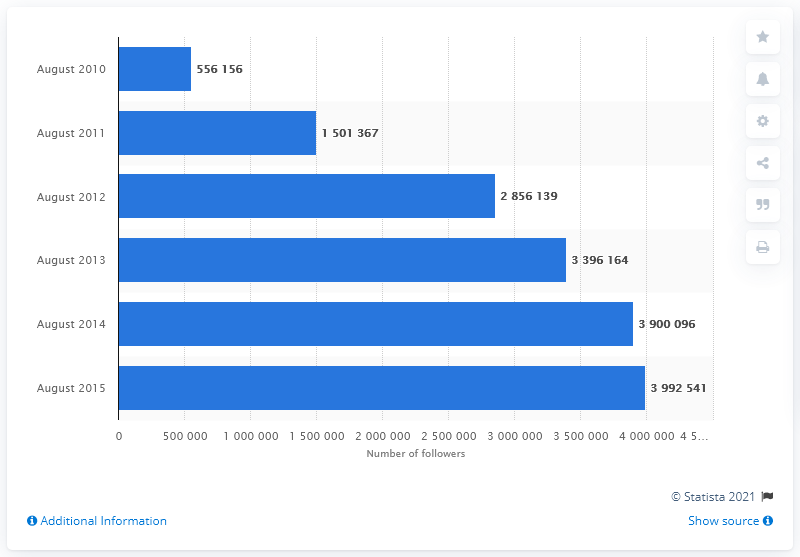 August 2010 556 156
August 2011 1 501 367
August 2012 2 856 139
August 2013 3 396 164
August 2014 3 900 096
August 2015 3 992 541
0 500 000 1 000 000 1 500 000 2 000 000 2 500 000 3 000 000 3 500 000 4 000 000 4 5...
Number of followers
© Statista 2021
Additional Information Show source